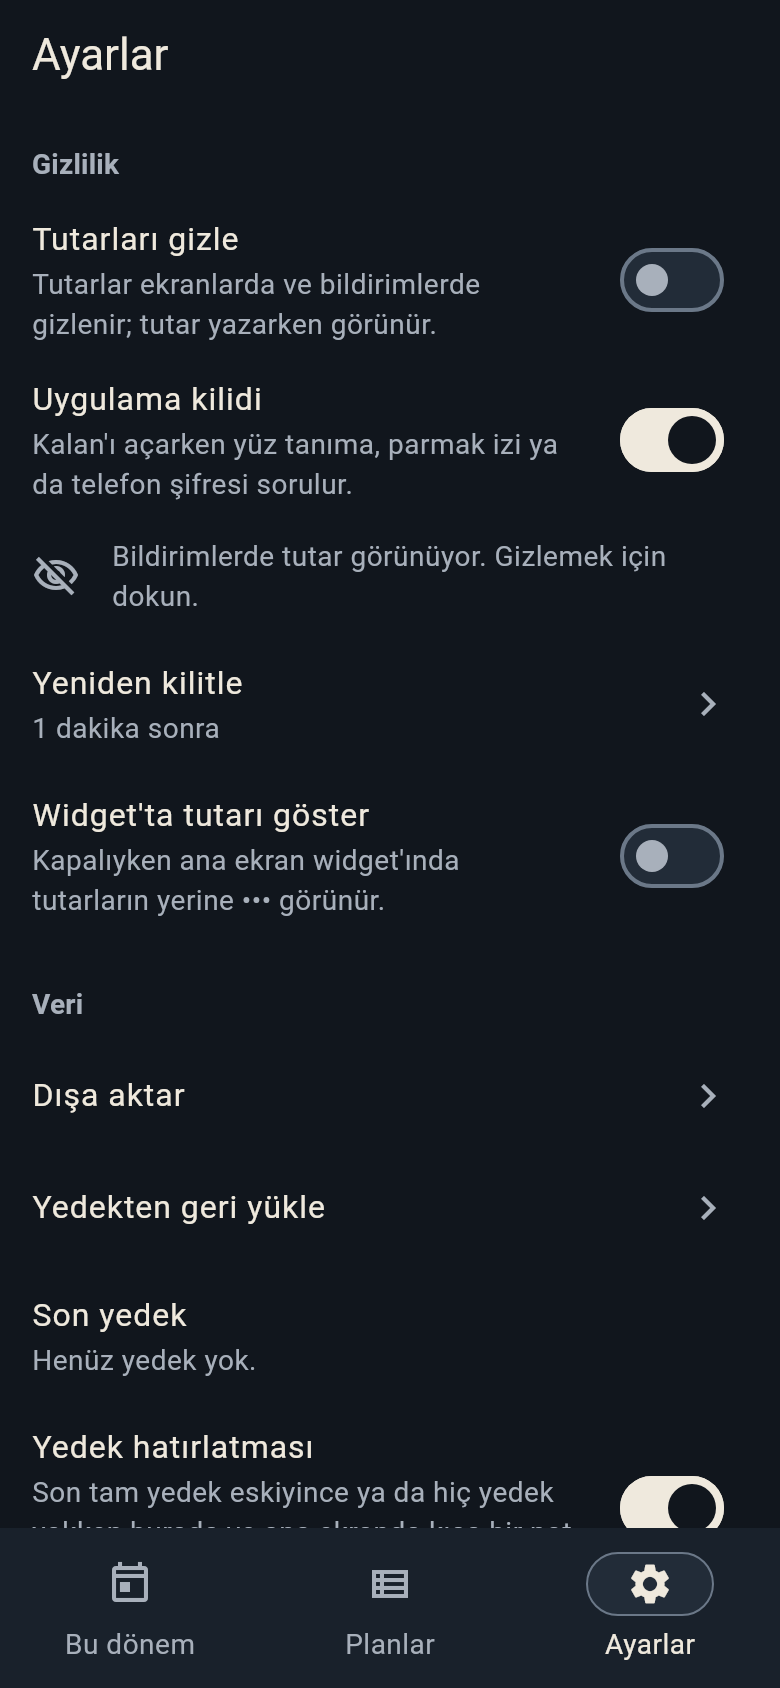 Ayarlar
Gizlilik
Tutarları gizle
Tutarlar ekranlarda ve bildirimlerde
gizlenir; tutar yazarken görünür.
Uygulama kilidi
Kalan'ı açarken yüz tanıma, parmak izi ya
da telefon şifresi sorulur.
Bildirimlerde tutar görünüyor. Gizlemek için
dokun.
Yeniden kilitle
1 dakika sonra
Widget'ta tutarı göster
Kapalıyken ana ekran widget'ında
tutarların yerine ••• görünür.
Veri
Dışa aktar
Yedekten geri yükle
Son yedek
Henüz yedek yok.
Yedek hatırlatması
Son tam yedek eskiyince ya da hiç yedek
Bu dönem
Planlar
Ayarlar